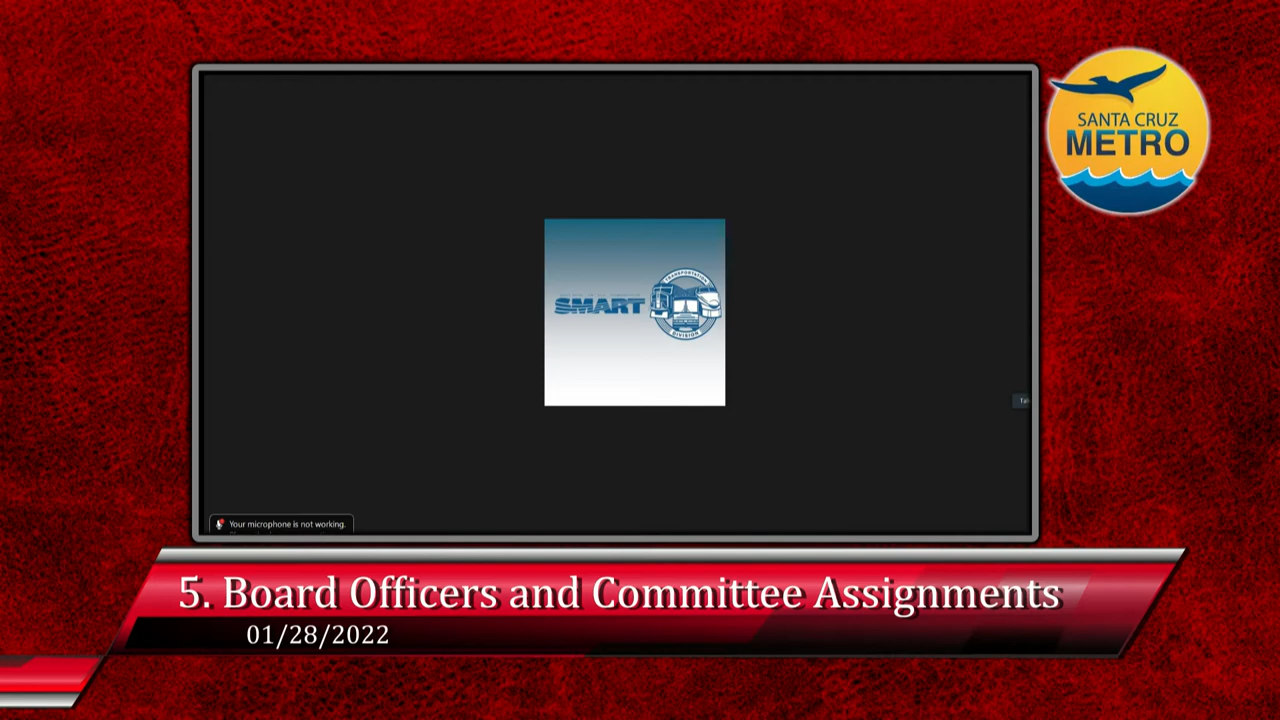 SANTA CRUZ
METRO
TRANSPORTATION
SMART
DIVISION
Your microphone is not working.
5. Board Officers and Committee Assignments
01/28/2022